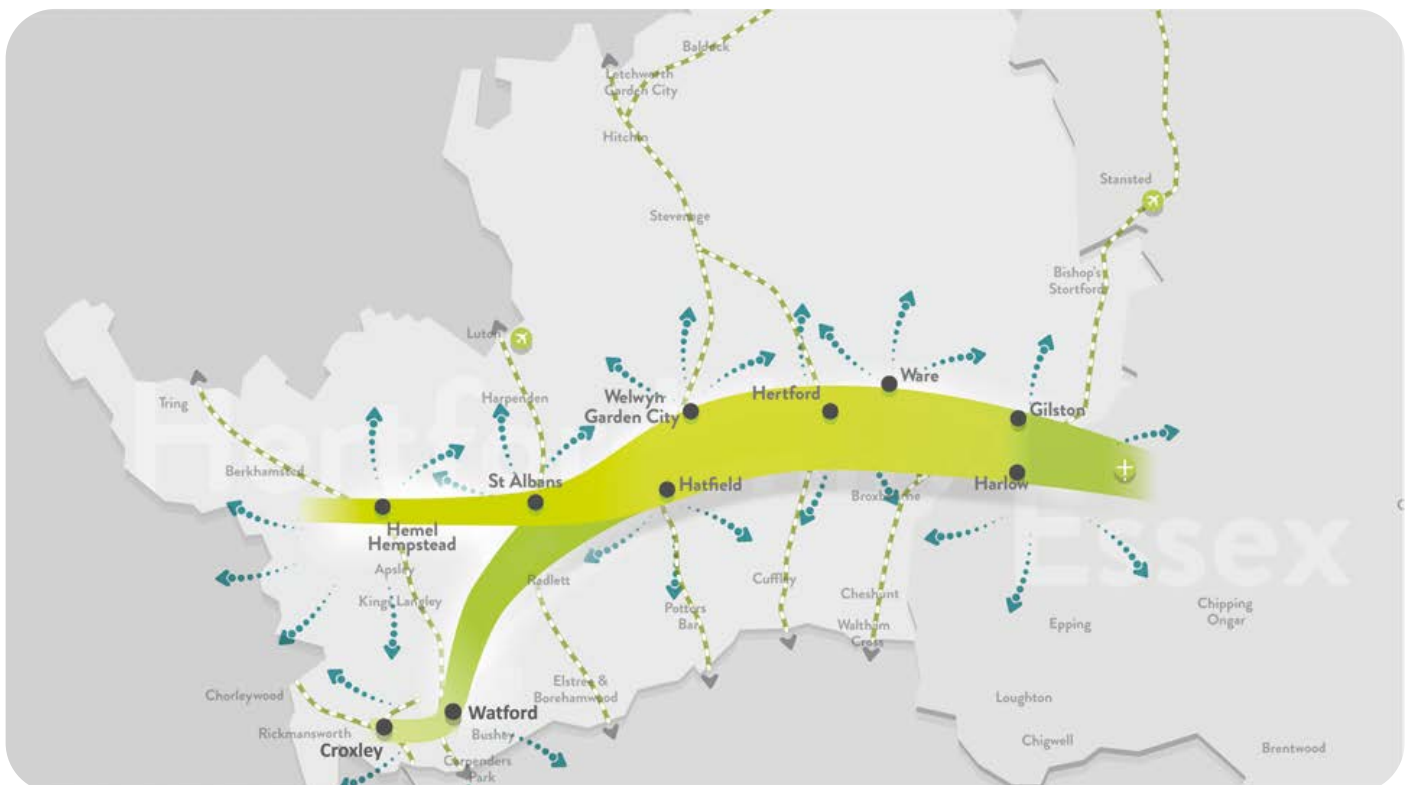 Baldock
Letchworth
Garden City
Hitchin
Stansted
Stevenage
Bishop's
Stortford
Luton
Ware
Hertford
Welwyn
Garden City
Gilston
Harpenden
Tring
Berkhamsted
St Albans
Hatfield
Harlow
Broxbourne
Hemel
Hempstead
Essex
Apsley
Radlett
Cuffley
Kings Langley
Cheshunt
Potters
Bar
Waltham
Cross
Epping
Chipping
Ongar
Elstree &
Borehamwood
Chorleywood
Loughton
Watford
Rickmansworth
Bushey
Croxley
Chigwell
Brentwood
Carpenders
Park